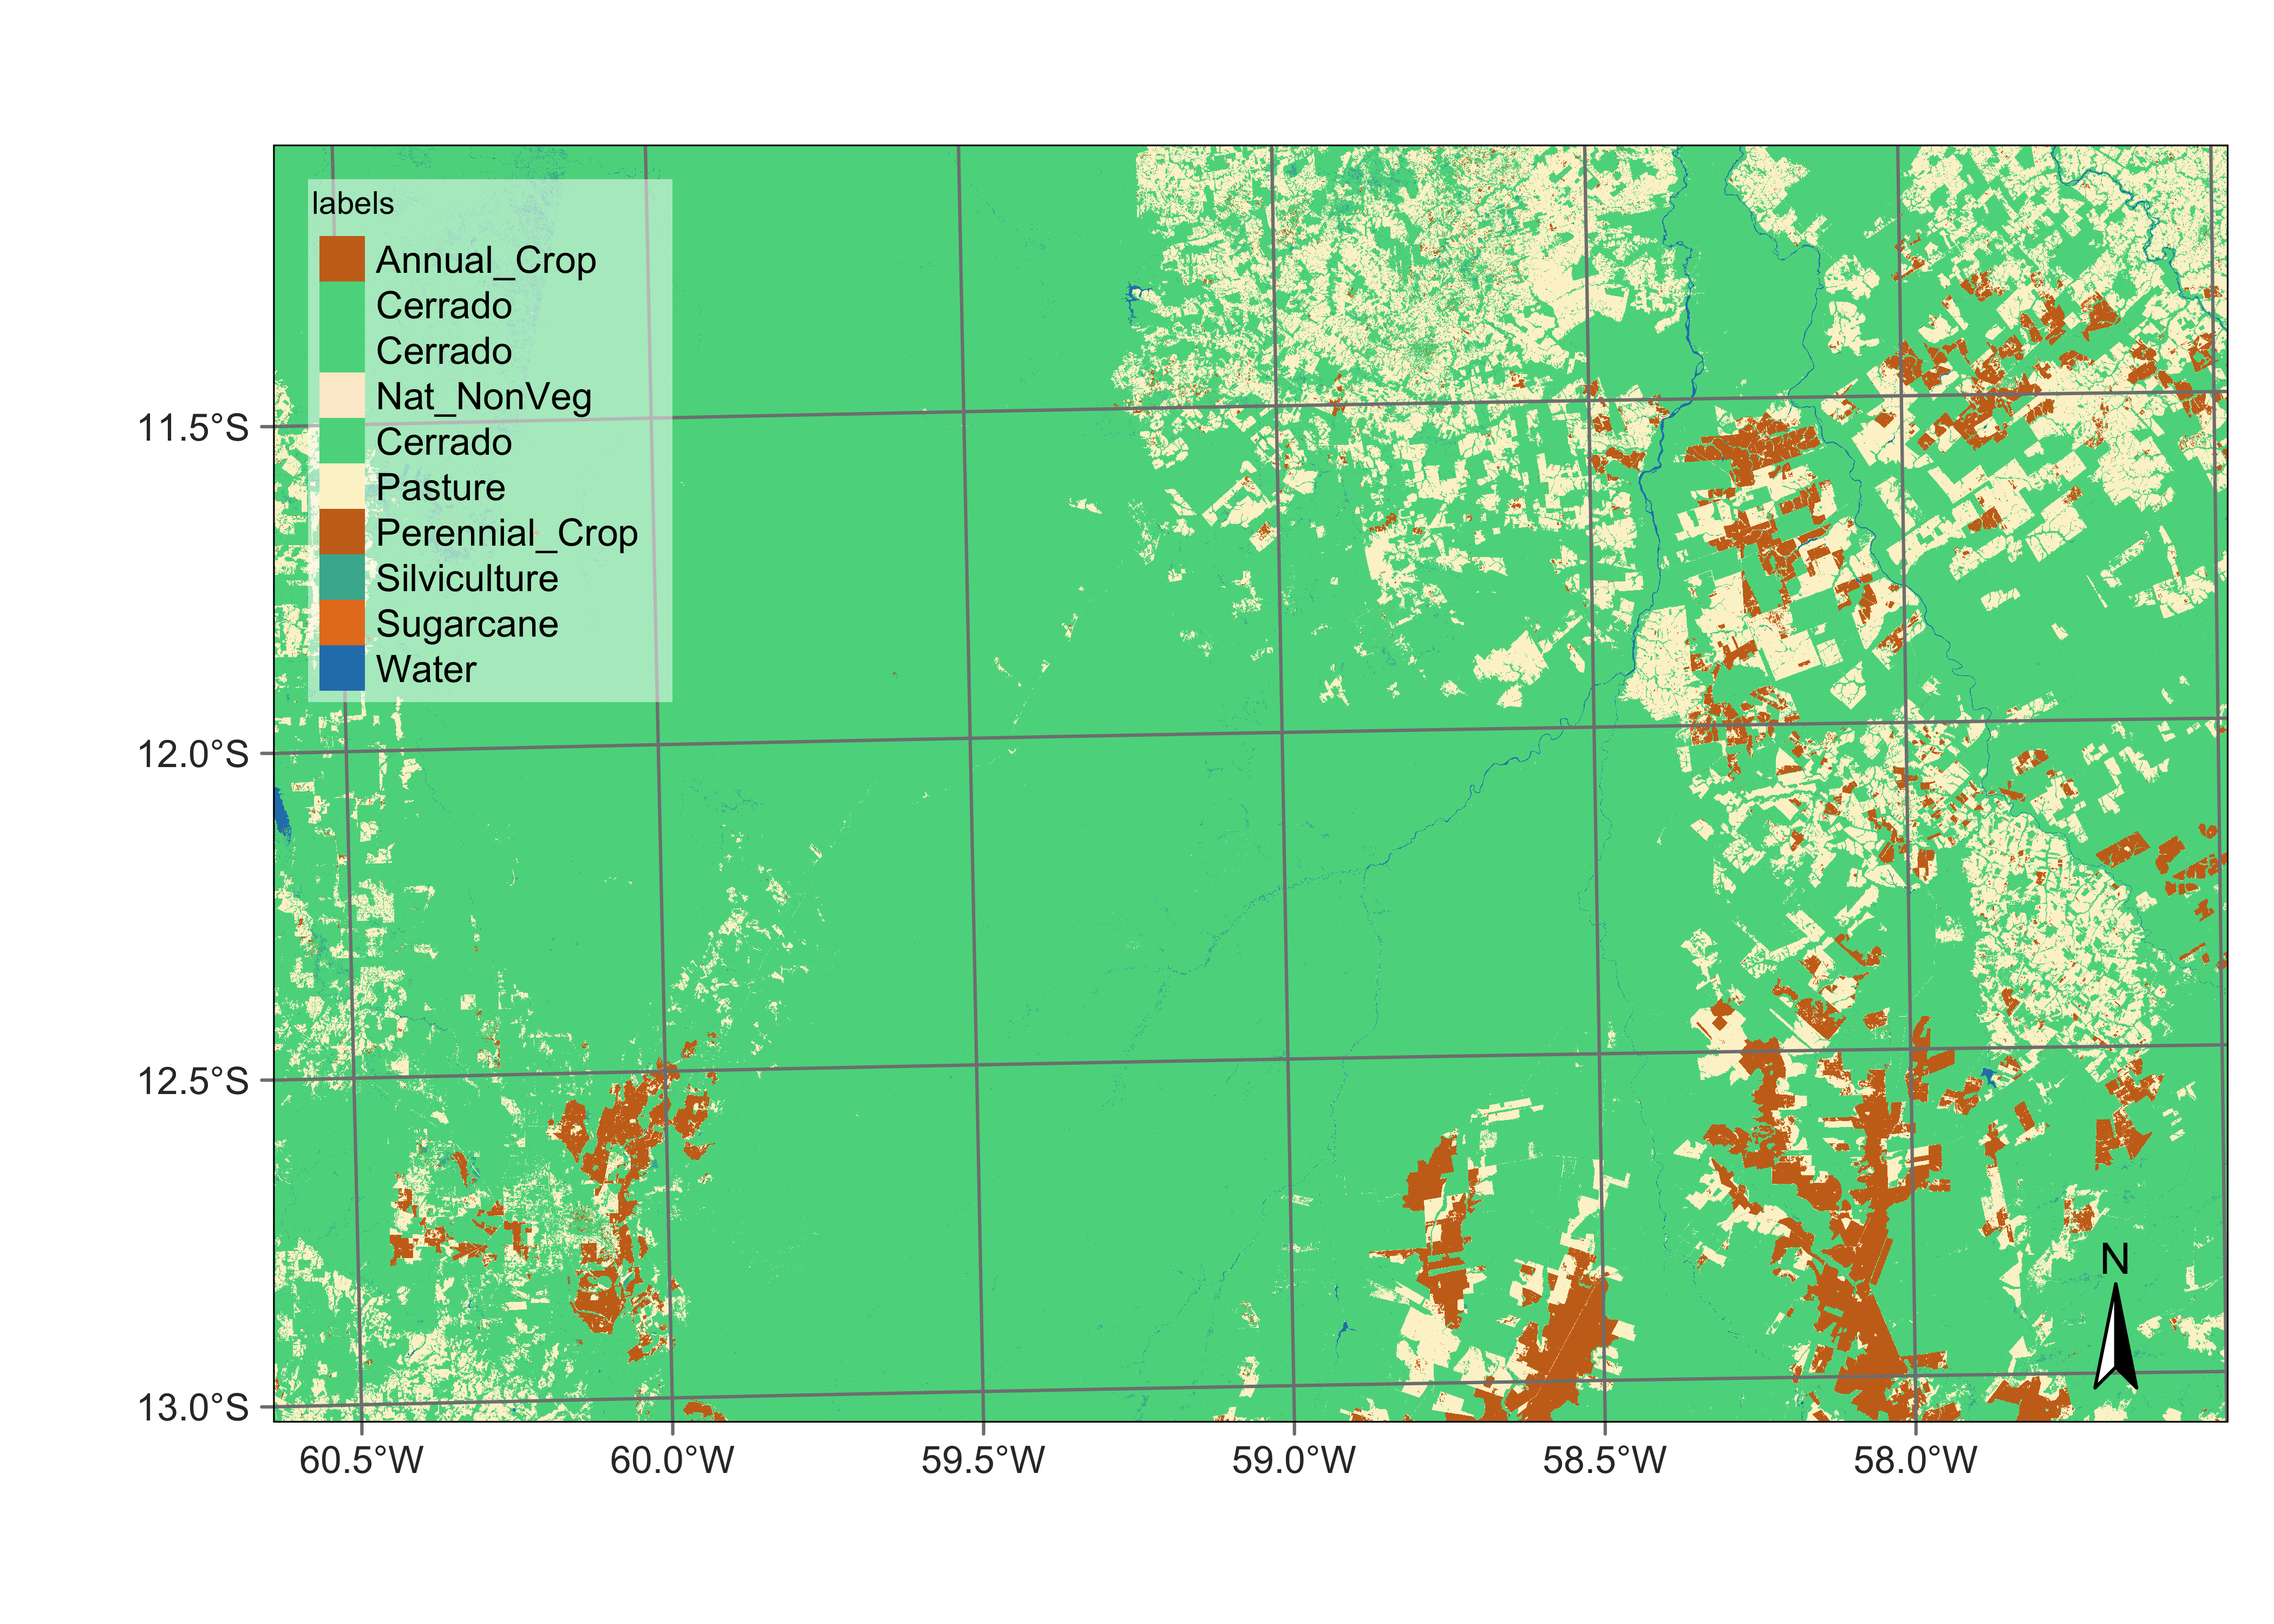 labels
Annual_Crop
Cerrado
Cerrado
Nat_NonVeg
Cerrado
Pasture
Perennial_Crop
Silviculture
Sugarcane
Water
11.5°S
12.0°S
12.5°S
13.0°S
N
60.5°W 60.0°W 59.5°W 59.0°W 58.5°W 58.0°W